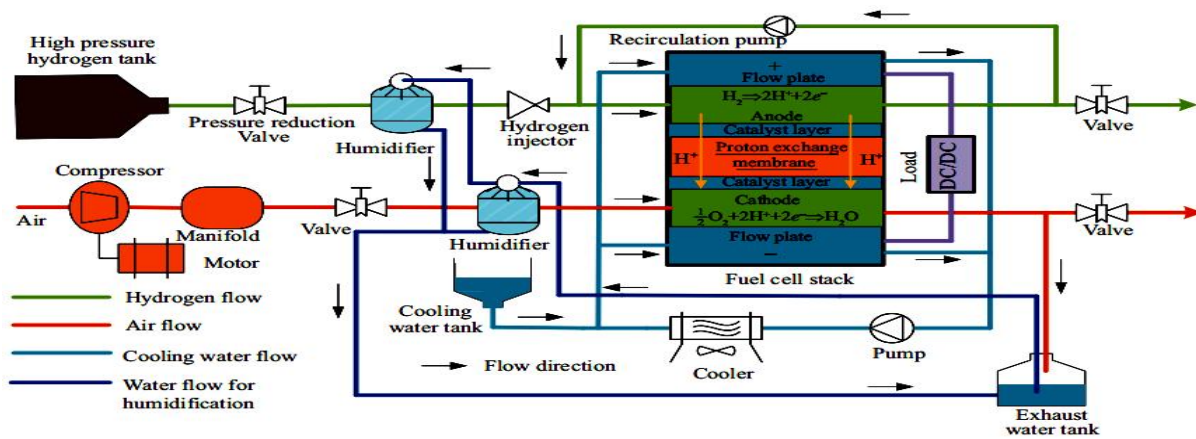 High pressure
hydrogen tank
Pressure reduction
Valve
Humidifier
Hydrogen
injector
Recirculation pump
+
Flow plate
H₂⇒2H⁺+2e⁻
Anode
Catalyst layer
Proton exchange
membrane
H⁺
H⁺
Catalyst layer
Cathode
½O₂+2H⁺+2e⁻⇒H₂O
Flow plate
−
Fuel cell stack
Load
DC/DC
Valve
Valve
Compressor
Air
Manifold
Motor
Valve
Humidifier
Cooling
water tank
Cooler
Pump
Exhaust
water tank
Hydrogen flow
Air flow
Cooling water flow
Water flow for
humidification
Flow direction